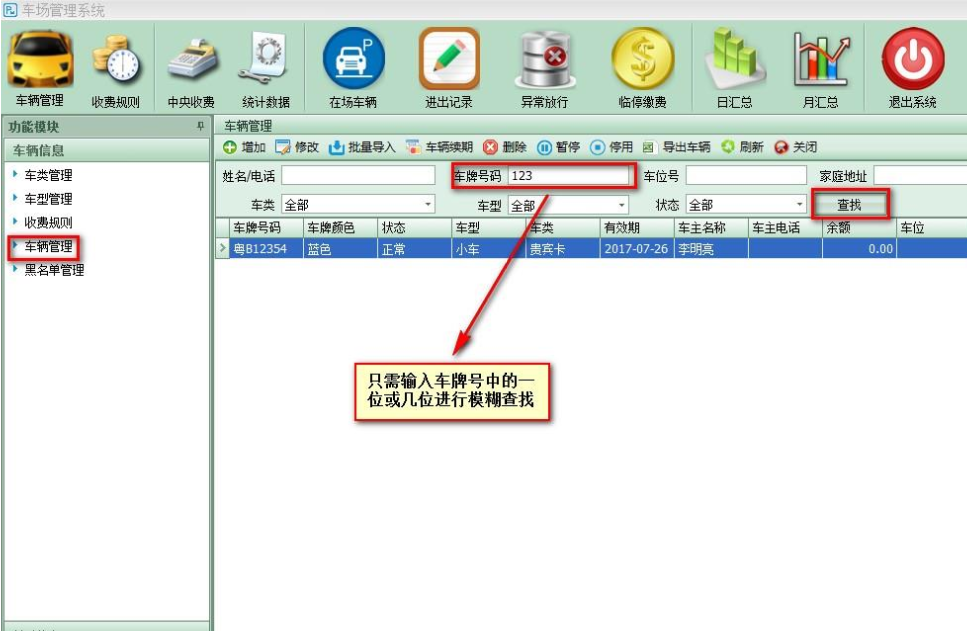 车场管理系统
车辆管理 收费规则 中央收费 统计数据 在场车辆 进出记录 异常放行 临停缴费 日汇总 月汇总 退出系统
功能模块
车辆信息
车类管理
车型管理
收费规则
车辆管理
黑名单管理
车辆管理
增加 修改 批量导入 车辆续期 删除 暂停 停用 导出车辆 刷新 关闭
姓名/电话 车牌号码 123 车位号 家庭地址
车类 全部 车型 全部 状态 全部 查找
车牌号码 车牌颜色 状态 车型 车类 有效期 车主名称 车主电话 余额 车位
粤B12354 蓝色 正常 小车 贵宾卡 2017-07-26 李明亮 0.00
只需输入车牌号中的一
位或几位进行模糊查找